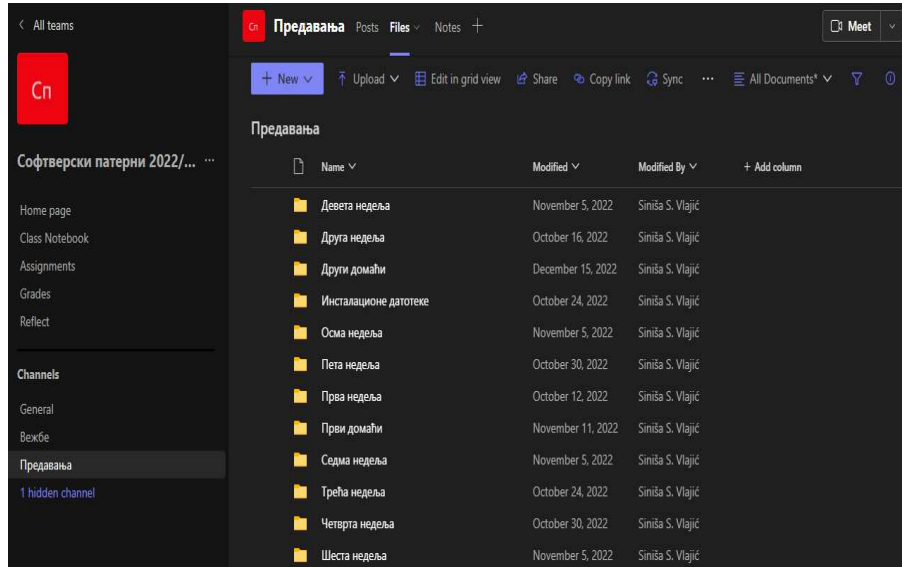 All teams
Сп
Софтверски патерни 2022/... ...
Home page
Class Notebook
Assignments
Grades
Reflect
Channels
General
Вежбе
Предавања
1 hidden channel
Сп Предавања Posts Files Notes + Meet
+ New Upload Edit in grid view Share Copy link Sync ... All Documents*
Предавања
Name Modified Modified By + Add column
Девета недеља November 5, 2022 Siniša S. Vlajić
Друга недеља October 16, 2022 Siniša S. Vlajić
Други домаћи December 15, 2022 Siniša S. Vlajić
Инсталационе датотеке October 24, 2022 Siniša S. Vlajić
Осма недеља November 5, 2022 Siniša S. Vlajić
Пета недеља October 30, 2022 Siniša S. Vlajić
Прва недеља October 12, 2022 Siniša S. Vlajić
Први домаћи November 11, 2022 Siniša S. Vlajić
Седма недеља November 5, 2022 Siniša S. Vlajić
Трећа недеља October 24, 2022 Siniša S. Vlajić
Четврта недеља October 30, 2022 Siniša S. Vlajić
Шеста недеља November 5, 2022 Siniša S. Vlajić